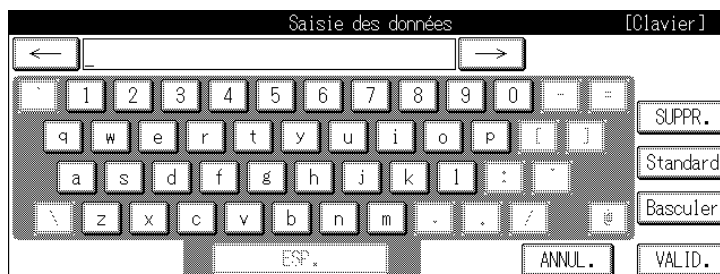 Saisie des données [Clavier]
← _ →
` 1 2 3 4 5 6 7 8 9 0 - =
SUPPR.
q w e r t y u i o p [ ]
Standard
a s d f g h j k l :
Basculer
\ z x c v b n m . / @
ESP. ANNUL. VALID.